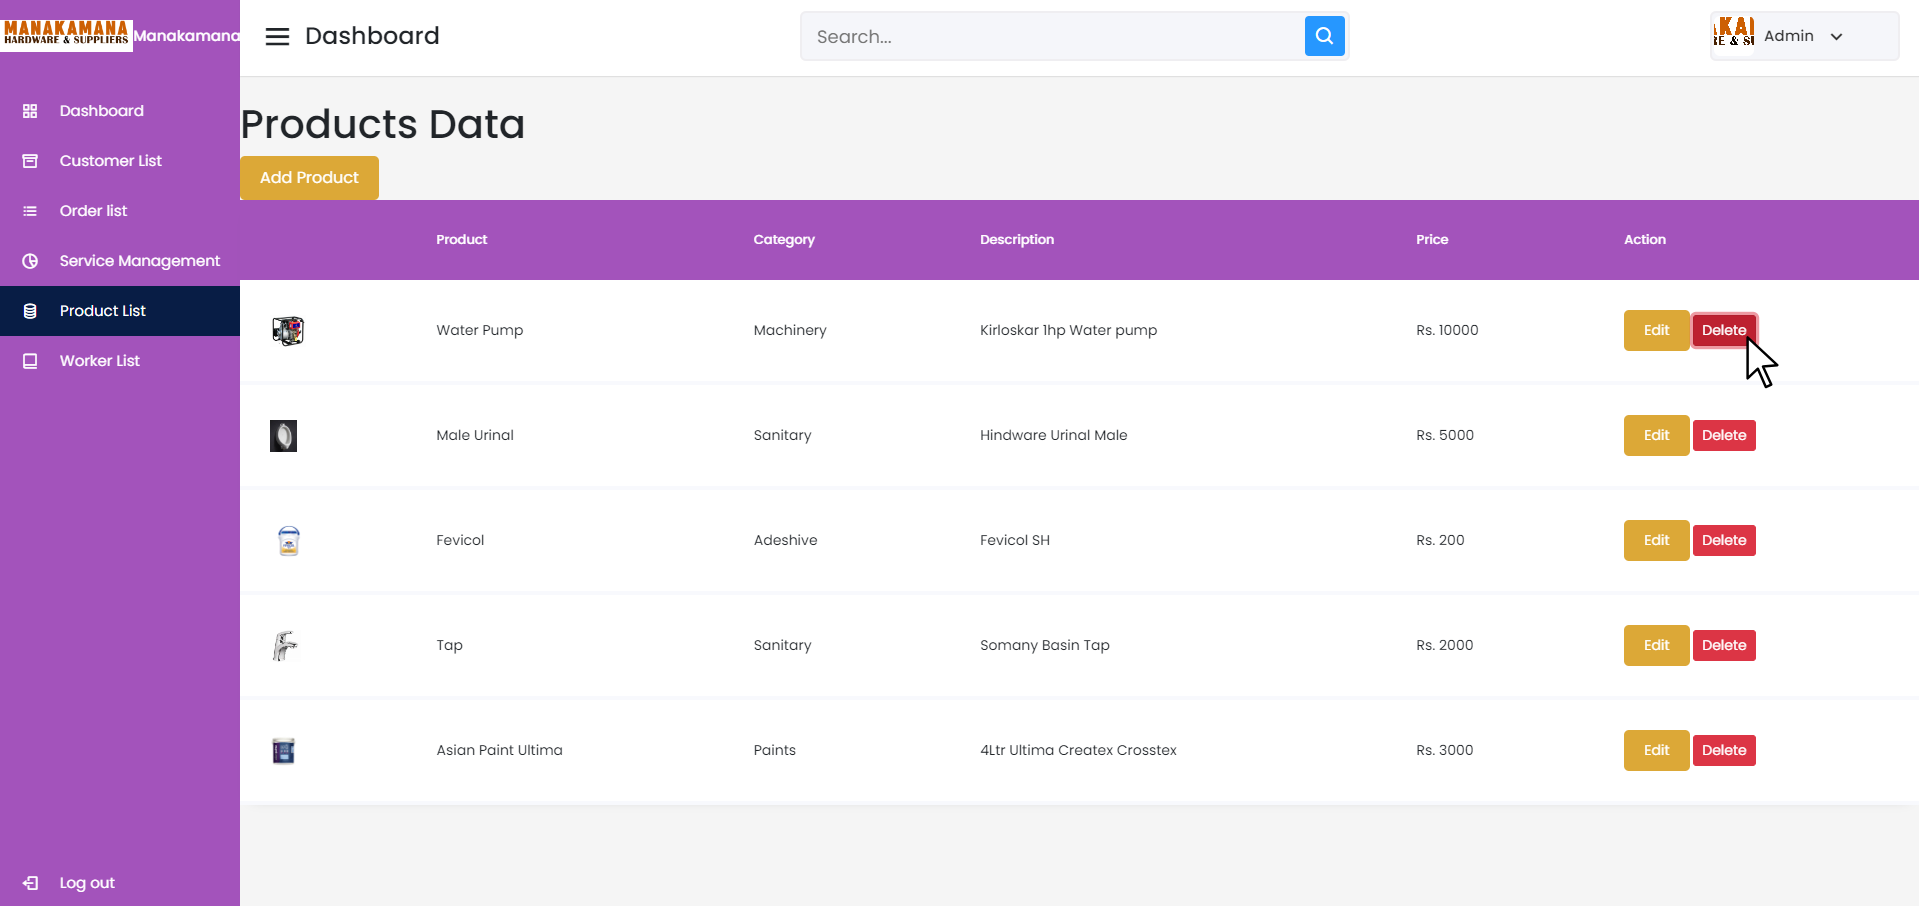 MANAKAMANA
HARDWARE & SUPPLIERS
Manakamana
Dashboard
Search...
Admin
Dashboard
Customer List
Order list
Service Management
Product List
Worker List
Log out
Products Data
Add Product
Product Category Description Price Action
Water Pump Machinery Kirloskar 1hp Water pump Rs. 10000 Edit Delete
Male Urinal Sanitary Hindware Urinal Male Rs. 5000 Edit Delete
Fevicol Adeshive Fevicol SH Rs. 200 Edit Delete
Tap Sanitary Somany Basin Tap Rs. 2000 Edit Delete
Asian Paint Ultima Paints 4Ltr Ultima Createx Crosstex Rs. 3000 Edit Delete